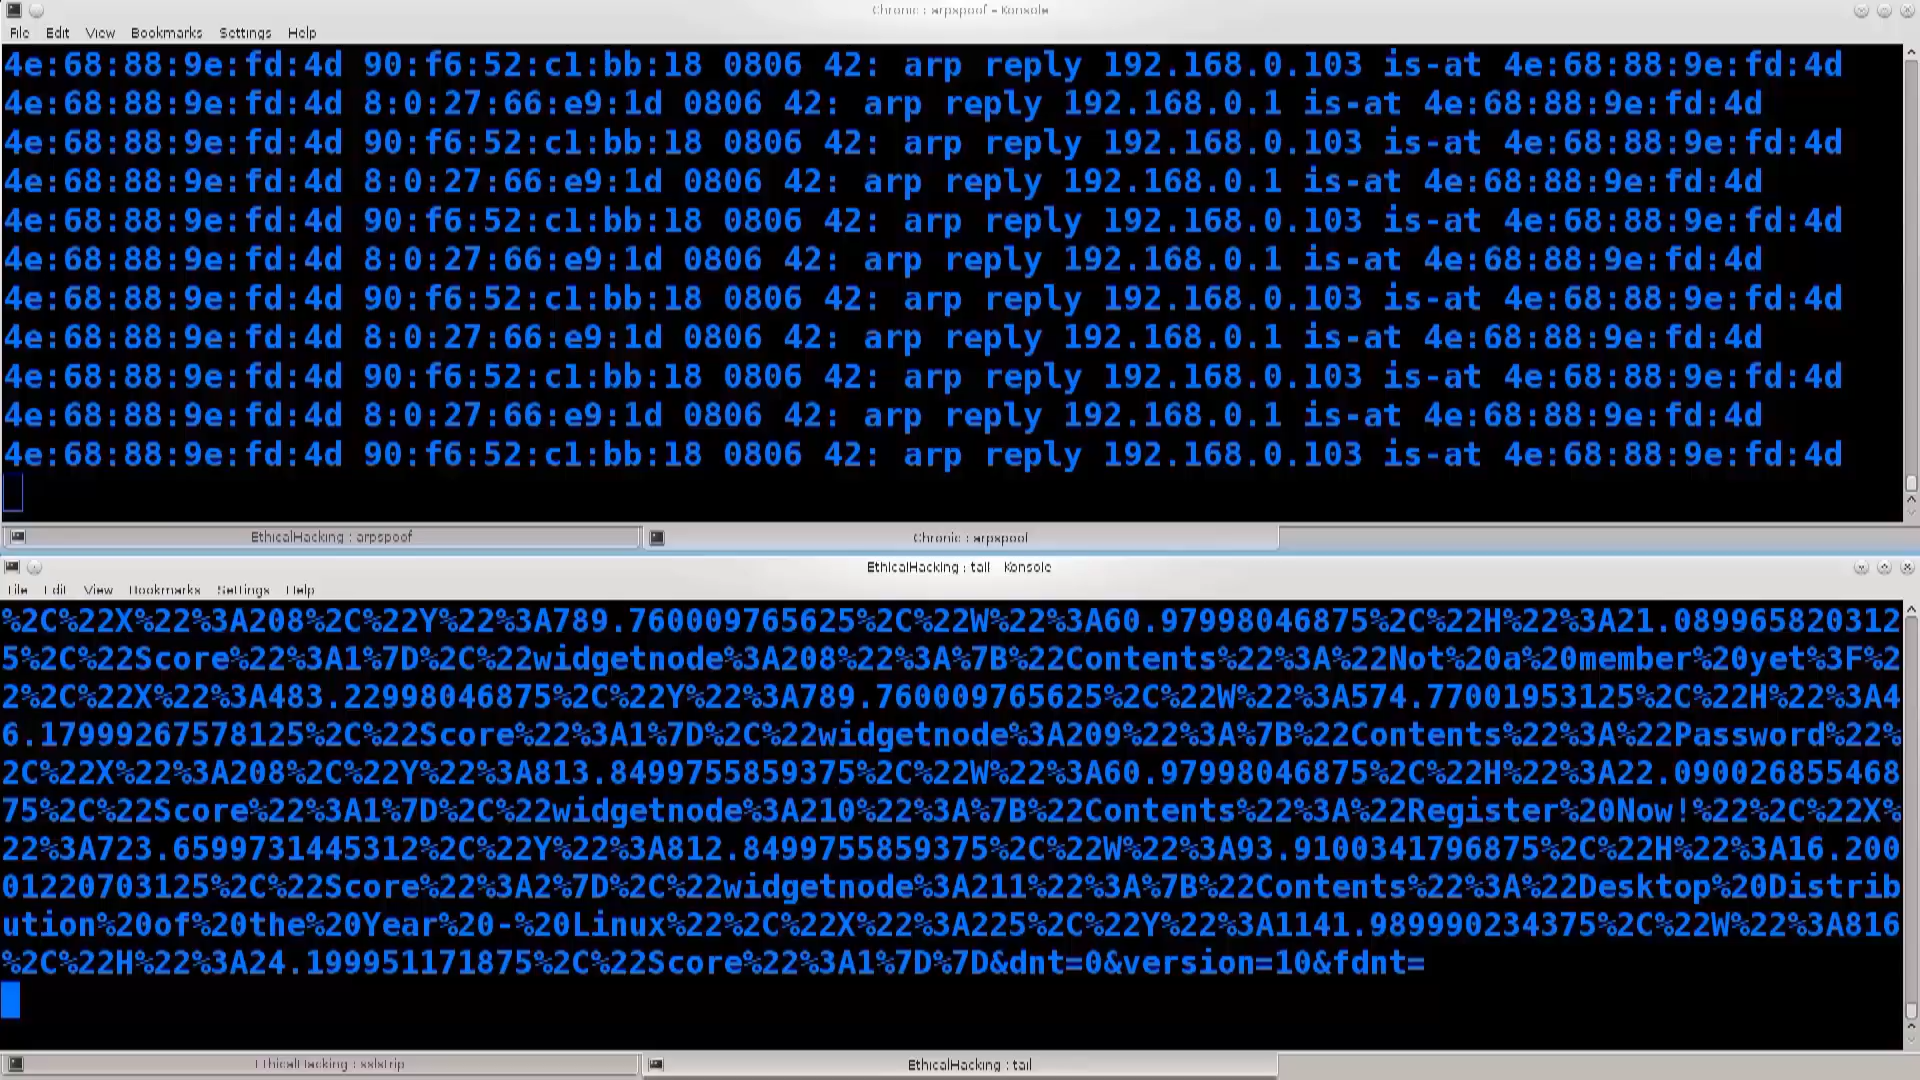 Chronic : arpspoof – Konsole
File Edit View Bookmarks Settings Help
4e:68:88:9e:fd:4d 90:f6:52:c1:bb:18 0806 42: arp reply 192.168.0.103 is-at 4e:68:88:9e:fd:4d
4e:68:88:9e:fd:4d 8:0:27:66:e9:1d 0806 42: arp reply 192.168.0.1 is-at 4e:68:88:9e:fd:4d
4e:68:88:9e:fd:4d 90:f6:52:c1:bb:18 0806 42: arp reply 192.168.0.103 is-at 4e:68:88:9e:fd:4d
4e:68:88:9e:fd:4d 8:0:27:66:e9:1d 0806 42: arp reply 192.168.0.1 is-at 4e:68:88:9e:fd:4d
4e:68:88:9e:fd:4d 90:f6:52:c1:bb:18 0806 42: arp reply 192.168.0.103 is-at 4e:68:88:9e:fd:4d
4e:68:88:9e:fd:4d 8:0:27:66:e9:1d 0806 42: arp reply 192.168.0.1 is-at 4e:68:88:9e:fd:4d
4e:68:88:9e:fd:4d 90:f6:52:c1:bb:18 0806 42: arp reply 192.168.0.103 is-at 4e:68:88:9e:fd:4d
4e:68:88:9e:fd:4d 8:0:27:66:e9:1d 0806 42: arp reply 192.168.0.1 is-at 4e:68:88:9e:fd:4d
4e:68:88:9e:fd:4d 90:f6:52:c1:bb:18 0806 42: arp reply 192.168.0.103 is-at 4e:68:88:9e:fd:4d
4e:68:88:9e:fd:4d 8:0:27:66:e9:1d 0806 42: arp reply 192.168.0.1 is-at 4e:68:88:9e:fd:4d
4e:68:88:9e:fd:4d 90:f6:52:c1:bb:18 0806 42: arp reply 192.168.0.103 is-at 4e:68:88:9e:fd:4d
EthicalHacking : arpspoof
Chronic : arpspoof
EthicalHacking : tail – Konsole
File Edit View Bookmarks Settings Help
%2C%22X%22%3A208%2C%22Y%22%3A789.760009765625%2C%22W%22%3A60.97998046875%2C%22H%22%3A21.089965820312
5%2C%22Score%22%3A1%7D%2C%22widgetnode%3A208%22%3A%7B%22Contents%22%3A%22Not%20a%20member%20yet%3F%2
2%2C%22X%22%3A483.22998046875%2C%22Y%22%3A789.760009765625%2C%22W%22%3A574.77001953125%2C%22H%22%3A4
6.17999267578125%2C%22Score%22%3A1%7D%2C%22widgetnode%3A209%22%3A%7B%22Contents%22%3A%22Password%22%
2C%22X%22%3A208%2C%22Y%22%3A813.8499755859375%2C%22W%22%3A60.97998046875%2C%22H%22%3A22.090026855468
75%2C%22Score%22%3A1%7D%2C%22widgetnode%3A210%22%3A%7B%22Contents%22%3A%22Register%20Now!%22%2C%22X%
22%3A723.6599731445312%2C%22Y%22%3A812.8499755859375%2C%22W%22%3A93.9100341796875%2C%22H%22%3A16.200
01220703125%2C%22Score%22%3A2%7D%2C%22widgetnode%3A211%22%3A%7B%22Contents%22%3A%22Desktop%20Distrib
ution%20of%20the%20Year%20-%20Linux%22%2C%22X%22%3A225%2C%22Y%22%3A1141.989990234375%2C%22W%22%3A816
%2C%22H%22%3A24.199951171875%2C%22Score%22%3A1%7D%7D&dnt=0&version=10&fdnt=
EthicalHacking : sslstrip
EthicalHacking : tail